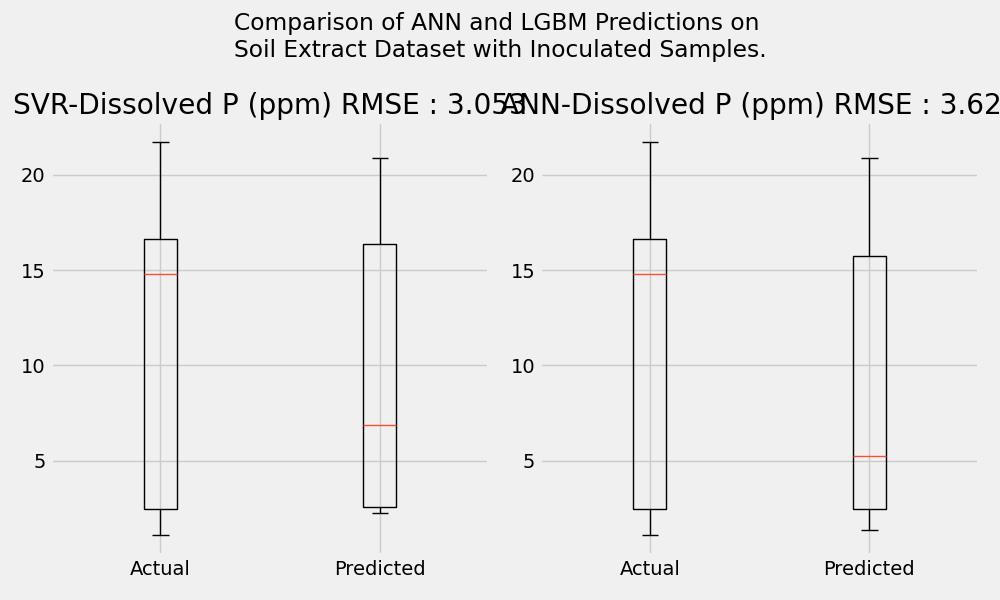 Comparison of ANN and LGBM Predictions on
Soil Extract Dataset with Inoculated Samples.
SVR-Dissolved P (ppm) RMSE : 3.053
ANN-Dissolved P (ppm) RMSE : 3.62
20
15
10
5
Actual
Predicted
20
15
10
5
Actual
Predicted